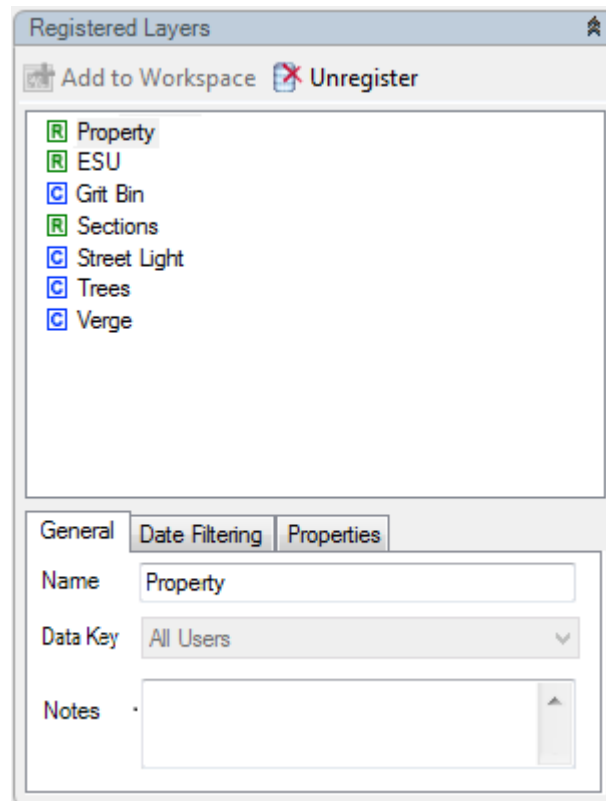 Registered Layers
Add to Workspace Unregister
R Property
R ESU
C Grit Bin
R Sections
C Street Light
C Trees
C Verge
General Date Filtering Properties
Name Property
Data Key All Users
Notes